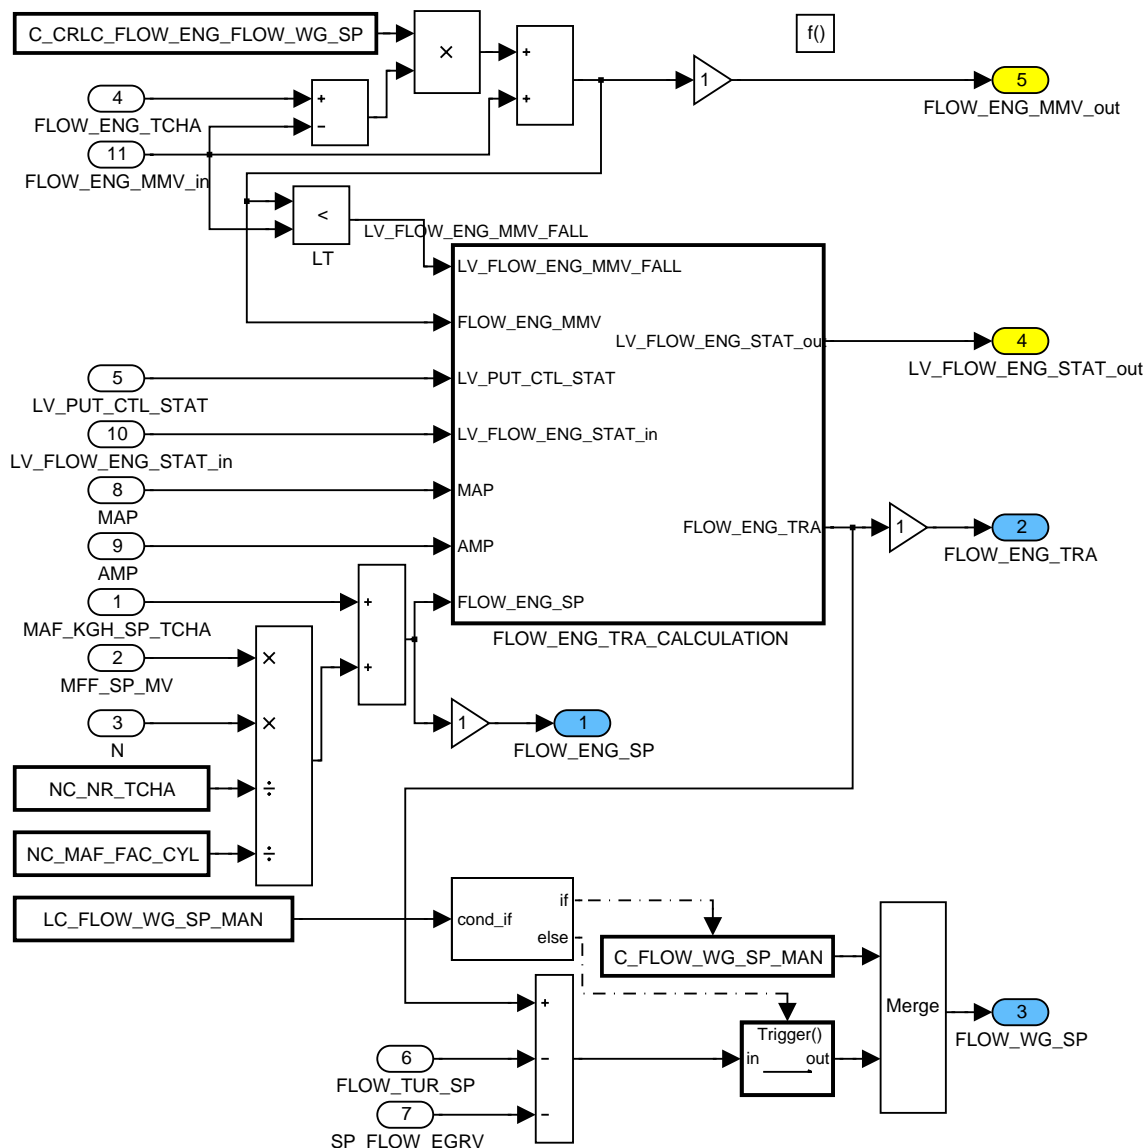 C_CRLC_FLOW_ENG_FLOW_WG_SP
×
+
+
f()
1
5
FLOW_ENG_MMV_out
4
FLOW_ENG_TCHA
+
−
11
FLOW_ENG_MMV_in
<
LT
LV_FLOW_ENG_MMV_FALL
LV_FLOW_ENG_MMV_FALL
FLOW_ENG_MMV
LV_FLOW_ENG_STAT_out
4
LV_FLOW_ENG_STAT_out
5
LV_PUT_CTL_STAT
LV_PUT_CTL_STAT
10
LV_FLOW_ENG_STAT_in
LV_FLOW_ENG_STAT_in
8
MAP
MAP
FLOW_ENG_TRA
1
2
FLOW_ENG_TRA
9
AMP
AMP
1
MAF_KGH_SP_TCHA
+
+
FLOW_ENG_SP
FLOW_ENG_TRA_CALCULATION
2
MFF_SP_MV
×
3
N
×
1
1
FLOW_ENG_SP
NC_NR_TCHA
÷
NC_MAF_FAC_CYL
÷
LC_FLOW_WG_SP_MAN
cond_if
if
else
C_FLOW_WG_SP_MAN
Merge
3
FLOW_WG_SP
+
−
−
Trigger()
in
out
6
FLOW_TUR_SP
7
SP_FLOW_EGRV